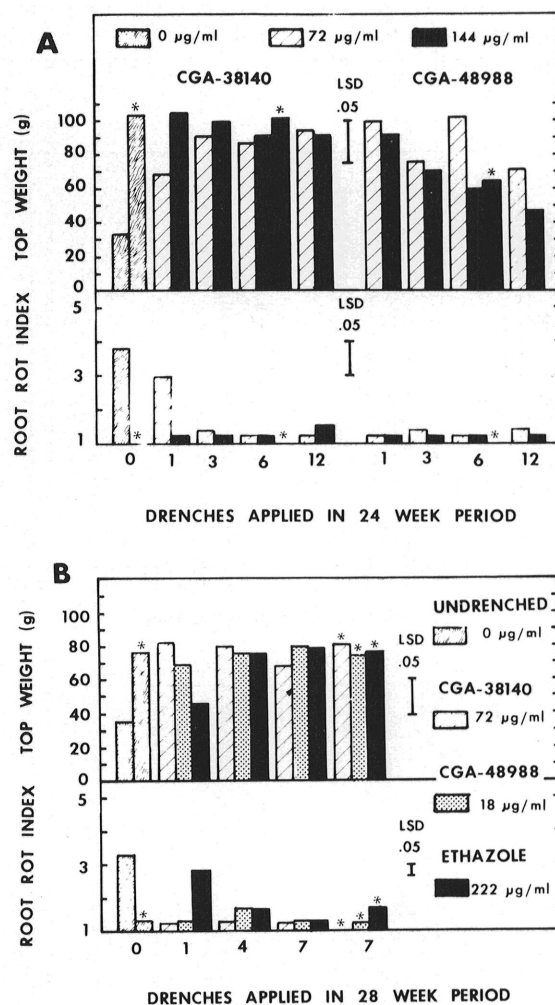 A
0 µg/ml 72 µg/ml 144 µg/ml
CGA-38140 LSD .05 CGA-48988
TOP WEIGHT (g)
100
80
60
40
20
0
* * *
LSD .05
ROOT ROT INDEX
5
3
1
* * *
0 1 3 6 12 1 3 6 12
DRENCHES APPLIED IN 24 WEEK PERIOD
B
TOP WEIGHT (g)
100
80
60
40
20
0
* * * *
LSD .05
UNDRENCHED
0 µg/ml
CGA-38140
72 µg/ml
CGA-48988
18 µg/ml
ETHAZOLE
222 µg/ml
ROOT ROT INDEX
5
3
1
* * * *
LSD .05
0 1 4 7 7
DRENCHES APPLIED IN 28 WEEK PERIOD